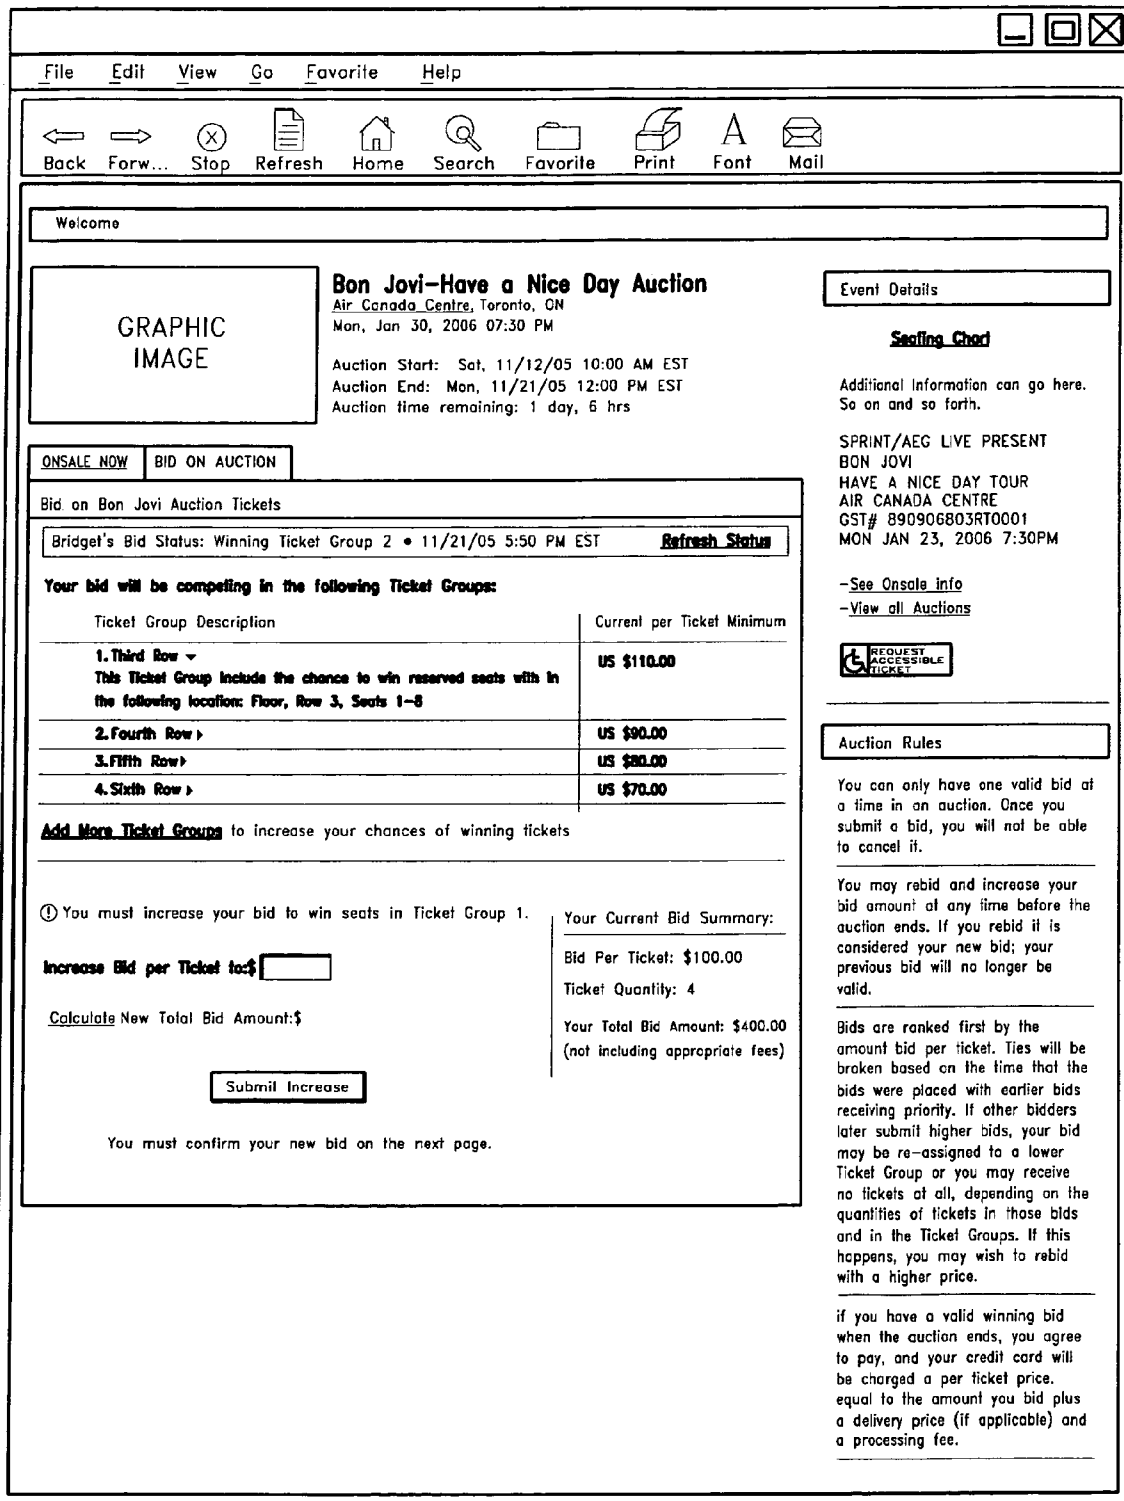 File Edit View Go Favorite Help
Back Forw... Stop Refresh Home Search Favorite Print Font Mail
Welcome
GRAPHIC
IMAGE
Bon Jovi-Have a Nice Day Auction
Air Canada Centre, Toronto, ON
Mon, Jan 30, 2006 07:30 PM
Auction Start: Sat, 11/12/05 10:00 AM EST
Auction End: Mon, 11/21/05 12:00 PM EST
Auction time remaining: 1 day, 6 hrs
ONSALE NOW BID ON AUCTION
Bid on Bon Jovi Auction Tickets
Bridget's Bid Status: Winning Ticket Group 2 • 11/21/05 5:50 PM EST Refresh Status
Your bid will be competing in the following Ticket Groups:
Ticket Group Description Current per Ticket Minimum
1. Third Row US $110.00
This Ticket Group include the chance to win reserved seats with in
the following location: Floor, Row 3, Seats 1-8
2. Fourth Row US $90.00
3. Fifth Row US $80.00
4. Sixth Row US $70.00
Add More Ticket Groups to increase your chances of winning tickets
! You must increase your bid to win seats in Ticket Group 1.
Increase Bid per Ticket to:$
Calculate New Total Bid Amount:$
Submit Increase
You must confirm your new bid on the next page.
Your Current Bid Summary:
Bid Per Ticket: $100.00
Ticket Quantity: 4
Your Total Bid Amount: $400.00
(not including appropriate fees)
Event Details
Seating Chart
Additional Information can go here.
So on and so forth.
SPRINT/AEG LIVE PRESENT
BON JOVI
HAVE A NICE DAY TOUR
AIR CANADA CENTRE
GST# 890906803RT0001
MON JAN 23, 2006 7:30PM
-See Onsale info
-View all Auctions
REQUEST
ACCESSIBLE
TICKET
Auction Rules
You can only have one valid bid at
a time in an auction. Once you
submit a bid, you will not be able
to cancel it.
You may rebid and increase your
bid amount at any time before the
auction ends. If you rebid it is
considered your new bid; your
previous bid will no longer be
valid.
Bids are ranked first by the
amount bid per ticket. Ties will be
broken based on the time that the
bids were placed with earlier bids
receiving priority. If other bidders
later submit higher bids, your bid
may be re-assigned to a lower
Ticket Group or you may receive
no tickets at all, depending on the
quantities of tickets in those bids
and in the Ticket Groups. If this
happens, you may wish to rebid
with a higher price.
if you have a valid winning bid
when the auction ends, you agree
to pay, and your credit card will
be charged a per ticket price.
equal to the amount you bid plus
a delivery price (if applicable) and
a processing fee.